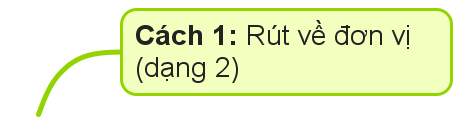 Cách 1: Rút về đơn vị
(dạng 2)